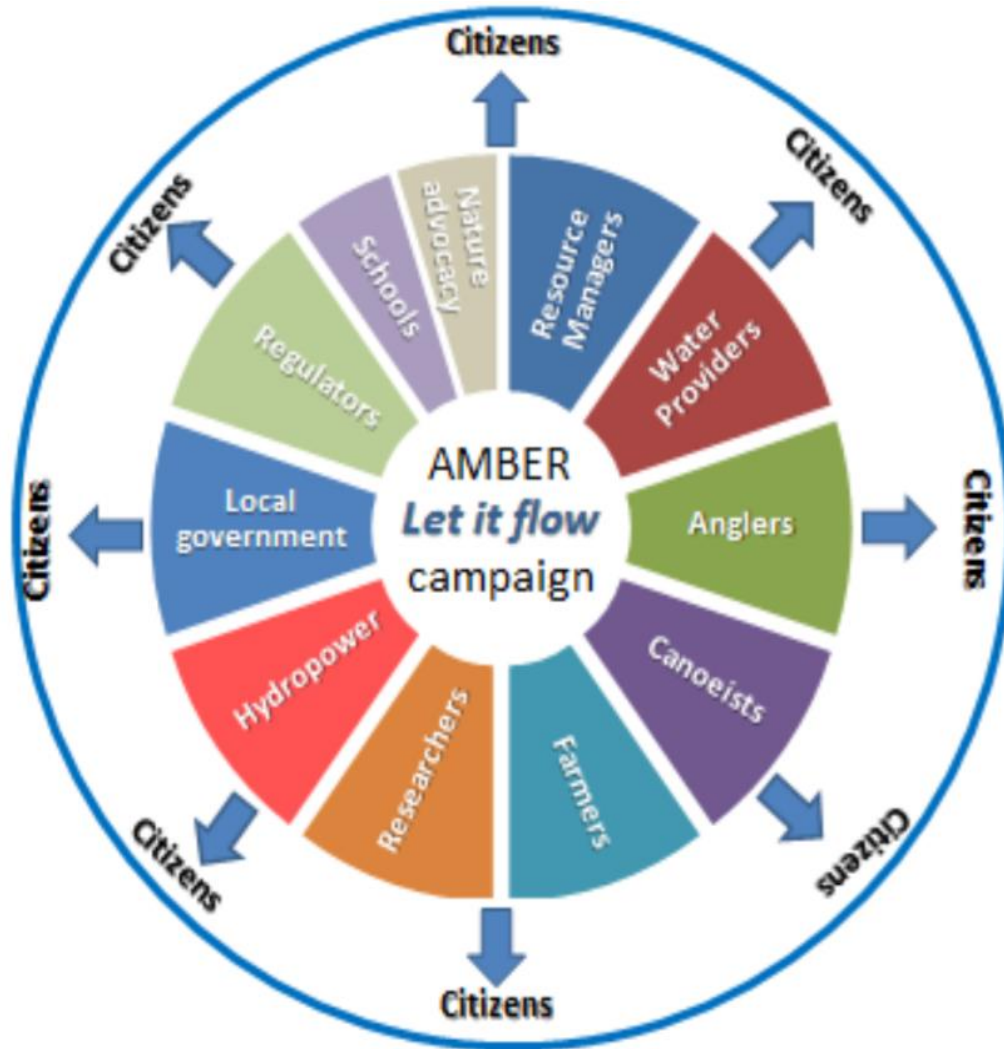 Citizens
Citizens
Citizens
Citizens
Citizens
Citizens
Citizens
Citizens
Nature
advocacy
Resource
Managers
Water
Providers
Anglers
Canoeists
Farmers
Researchers
Hydropower
Local
government
Regulators
Schools
AMBER
Let it flow
campaign